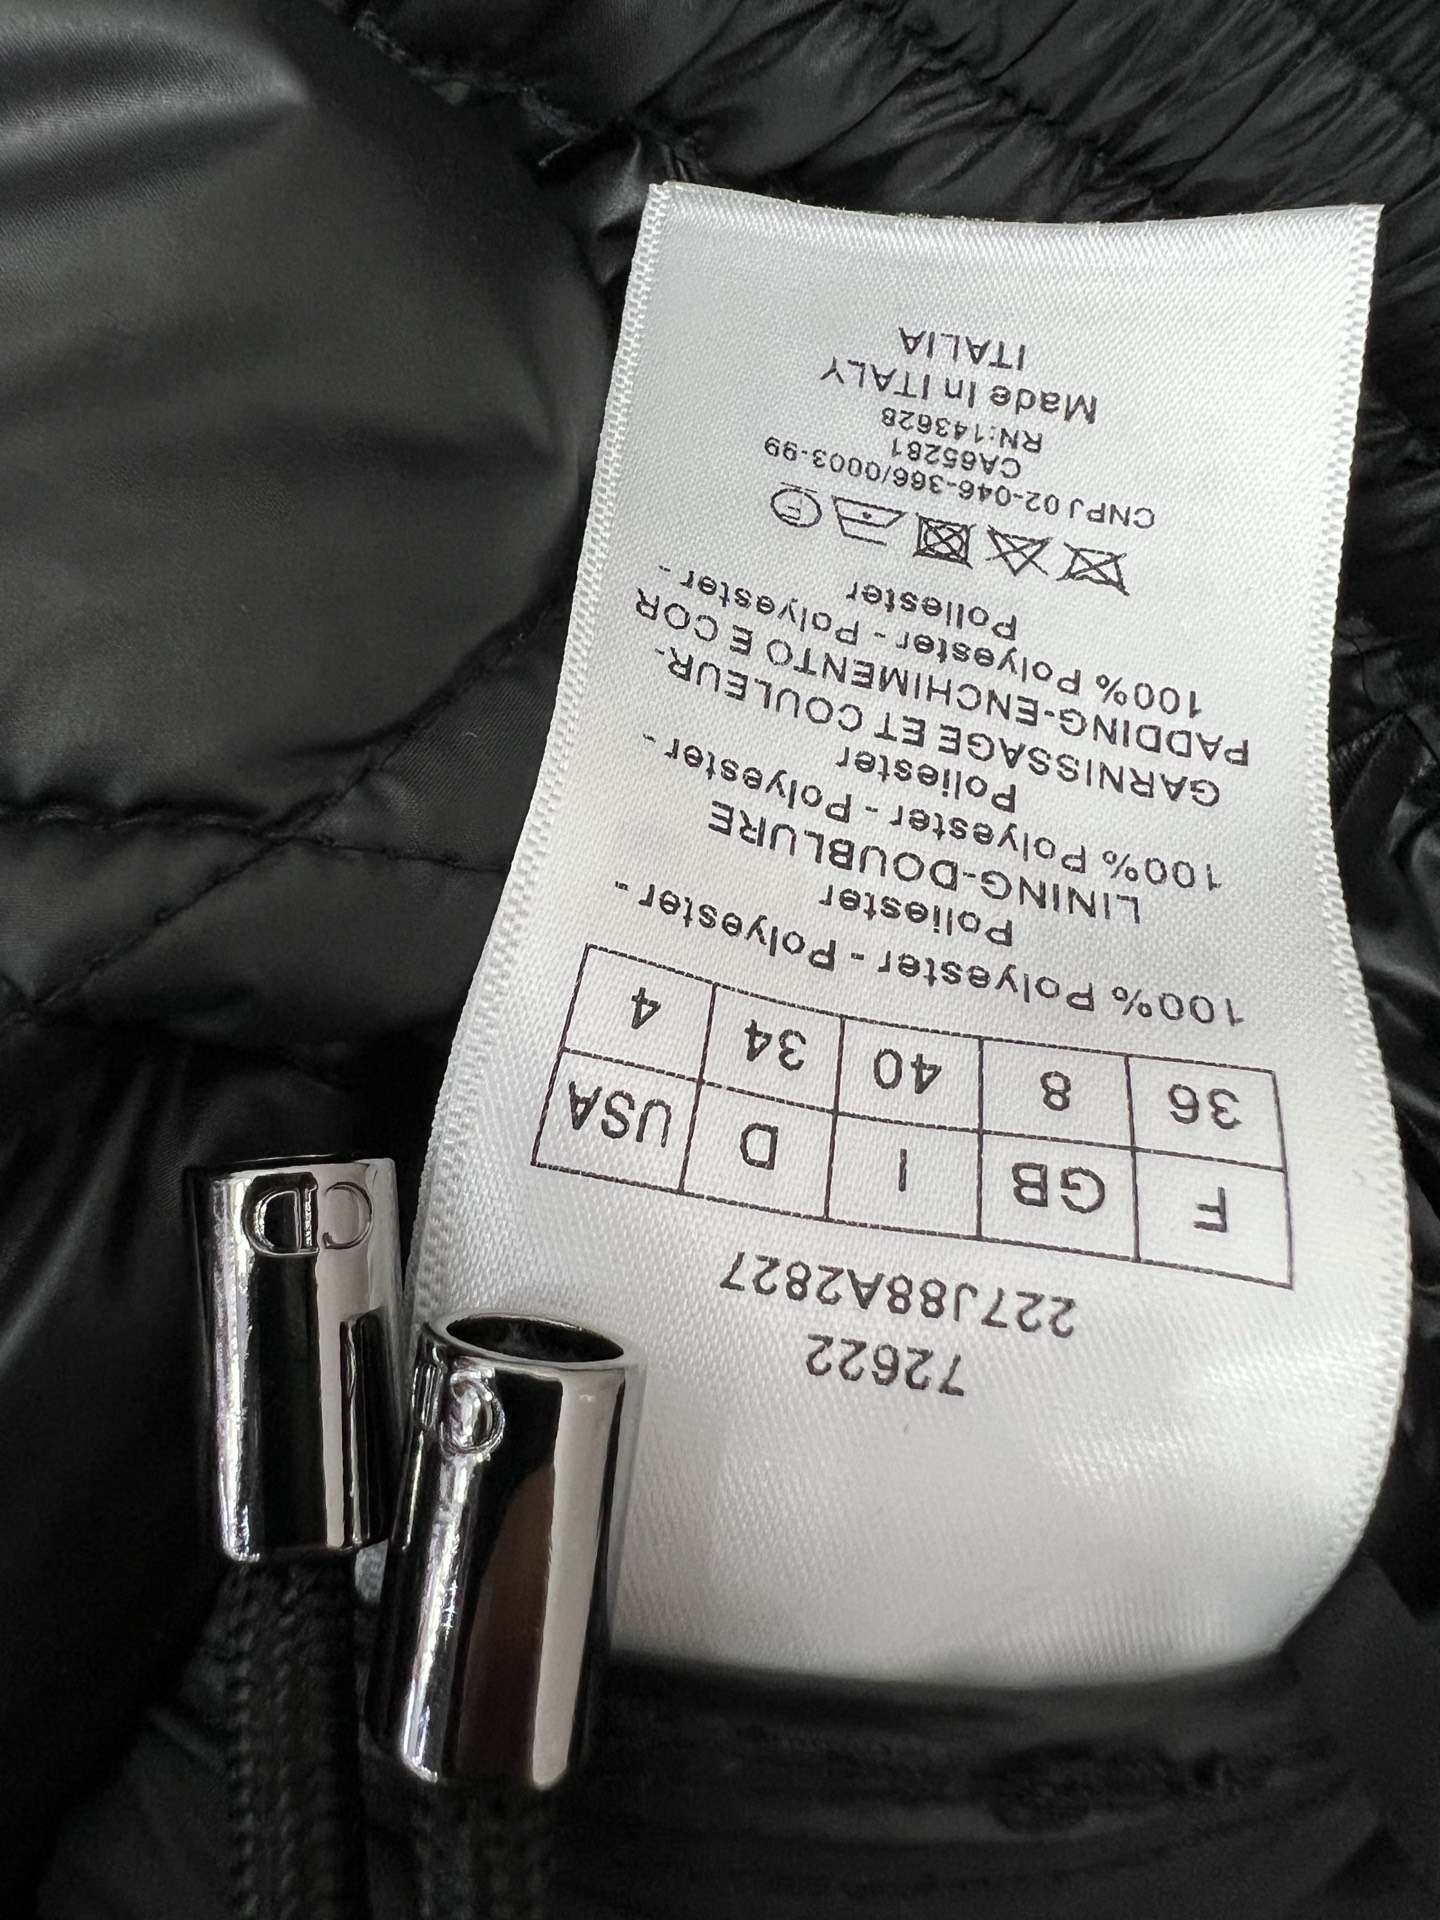 72622
227J88A2827
F GB I D USA
36 8 40 34 4
100% Polyester - Polyester -
Poliester
LINING-DOUBLURE
100% Polyester - Polyester -
Poliester
GARNISSAGE ET COULEUR-
PADDING-ENCHIMENTO E COR
100% Polyester - Polyester -
Poliester
F
CNPJ 02-046-366/0003-99
CA65281
RN:143628
Made In ITALY
ITALIA
CD
CD